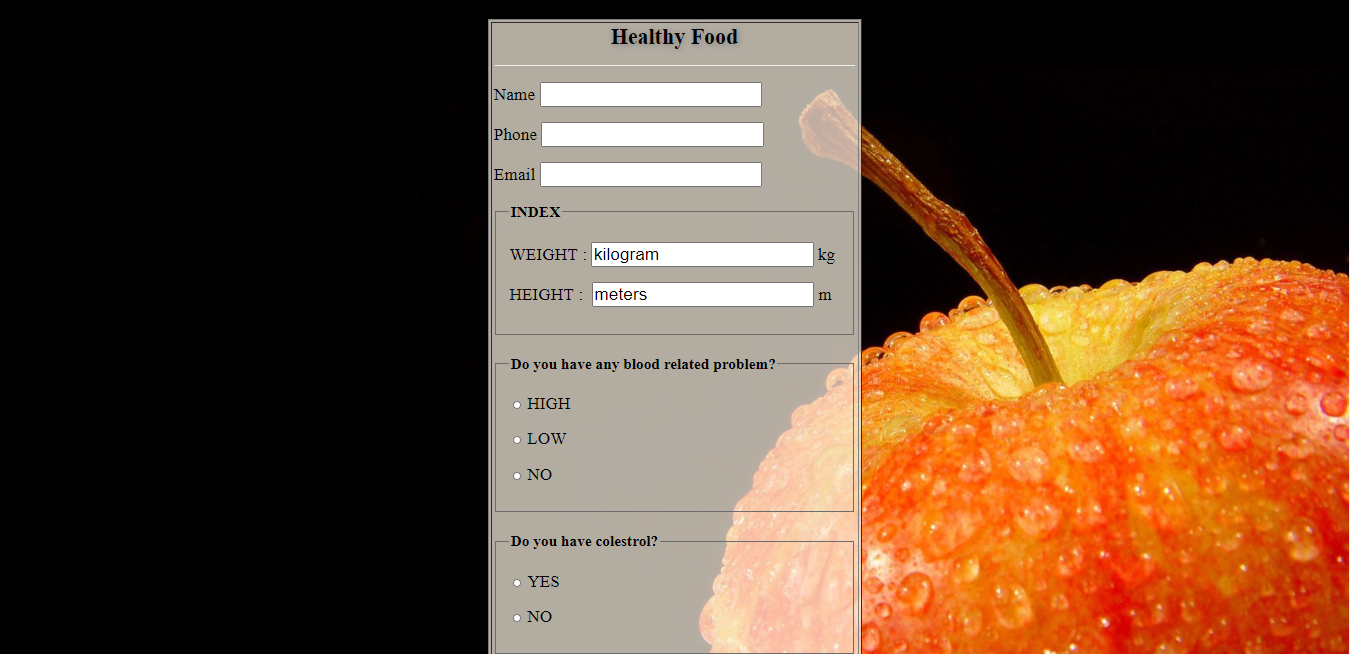 Healthy Food
Name
Phone
Email
INDEX
WEIGHT : kilogram kg
HEIGHT : meters m
Do you have any blood related problem?
HIGH
LOW
NO
Do you have colestrol?
YES
NO